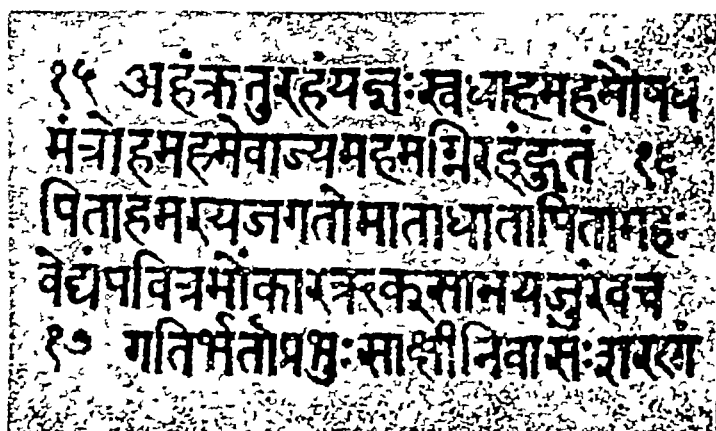 १५ अहंक्रतुरहंयज्ञःस्वधाहमहमौषधं
मंत्रोहमहमेवाज्यमहमग्निरहंहुतं १६
पिताहमस्यजगतोमाताधातापितामहः
वेद्यंपवित्रमोंकारऋक्सामयजुरेवच
१७ गतिर्भर्ताप्रभुःसाक्षीनिवासःशरणं